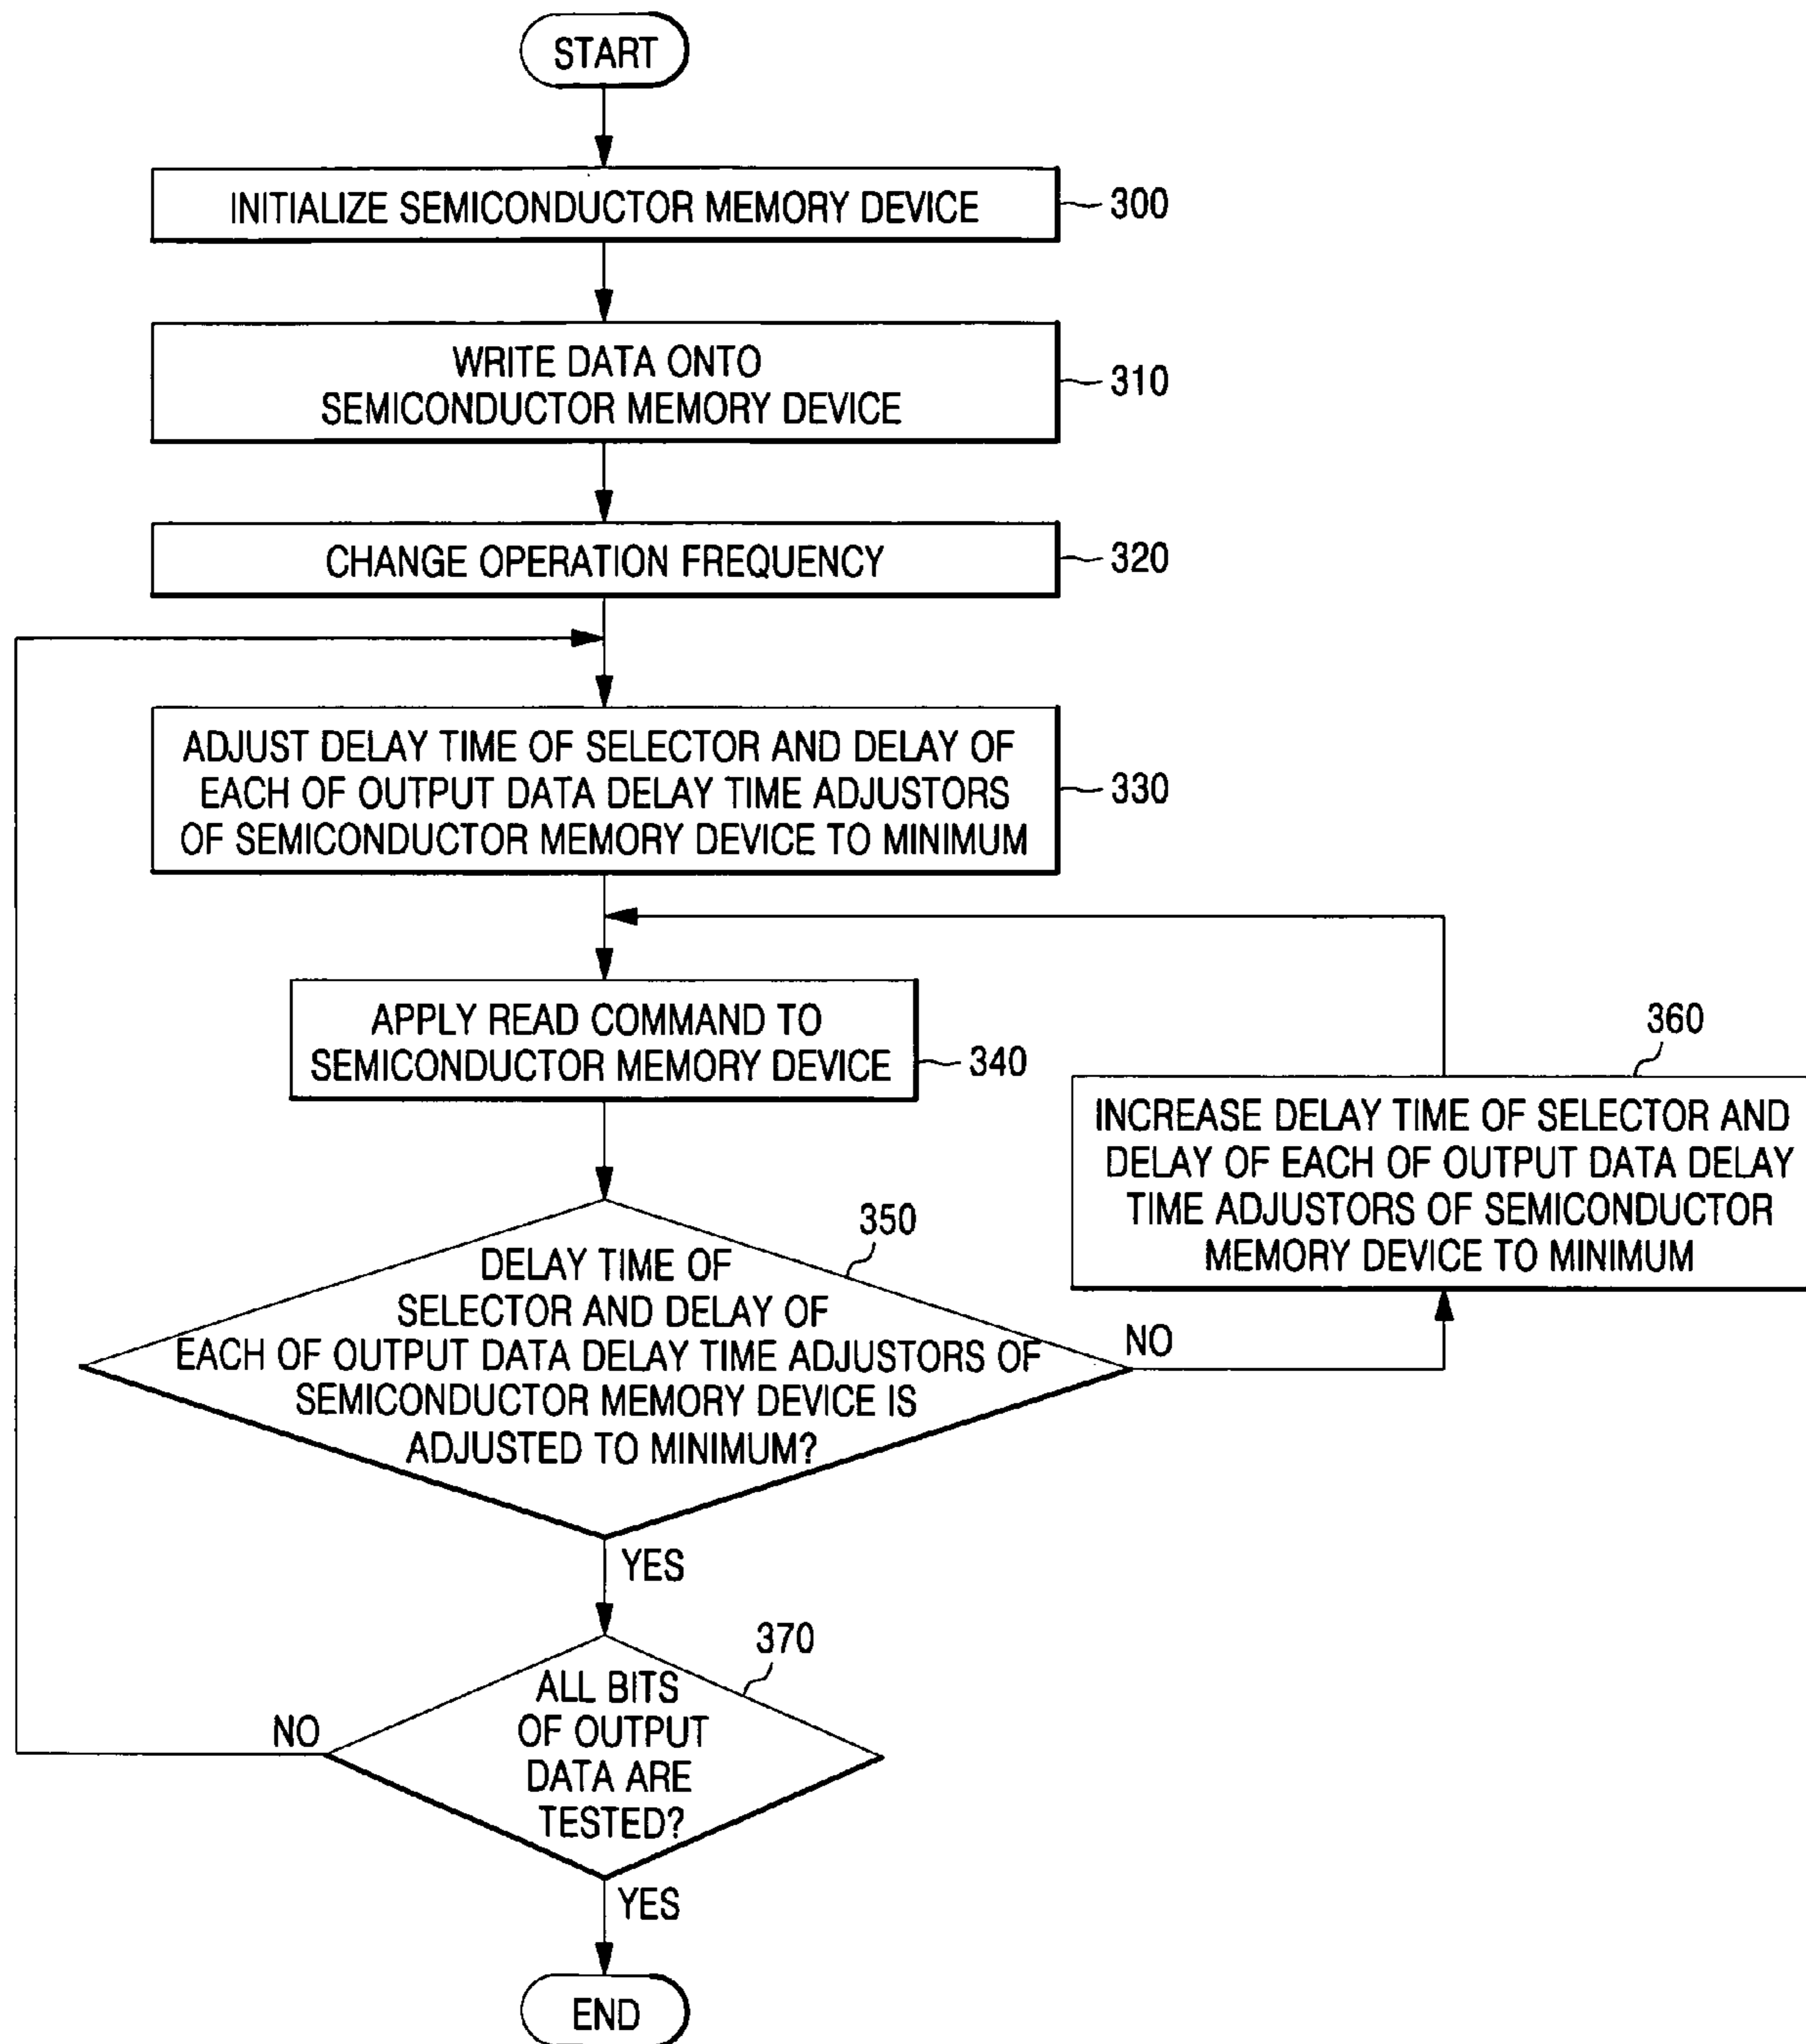 START
INITIALIZE SEMICONDUCTOR MEMORY DEVICE
300
WRITE DATA ONTO
SEMICONDUCTOR MEMORY DEVICE
310
CHANGE OPERATION FREQUENCY
320
ADJUST DELAY TIME OF SELECTOR AND DELAY OF
EACH OF OUTPUT DATA DELAY TIME ADJUSTORS
OF SEMICONDUCTOR MEMORY DEVICE TO MINIMUM
330
APPLY READ COMMAND TO
SEMICONDUCTOR MEMORY DEVICE
340
360
INCREASE DELAY TIME OF SELECTOR AND
DELAY OF EACH OF OUTPUT DATA DELAY
TIME ADJUSTORS OF SEMICONDUCTOR
MEMORY DEVICE TO MINIMUM
350
DELAY TIME OF
SELECTOR AND DELAY OF
EACH OF OUTPUT DATA DELAY TIME ADJUSTORS OF
SEMICONDUCTOR MEMORY DEVICE IS
ADJUSTED TO MINIMUM?
NO
YES
370
ALL BITS
OF OUTPUT
DATA ARE
TESTED?
NO
YES
END